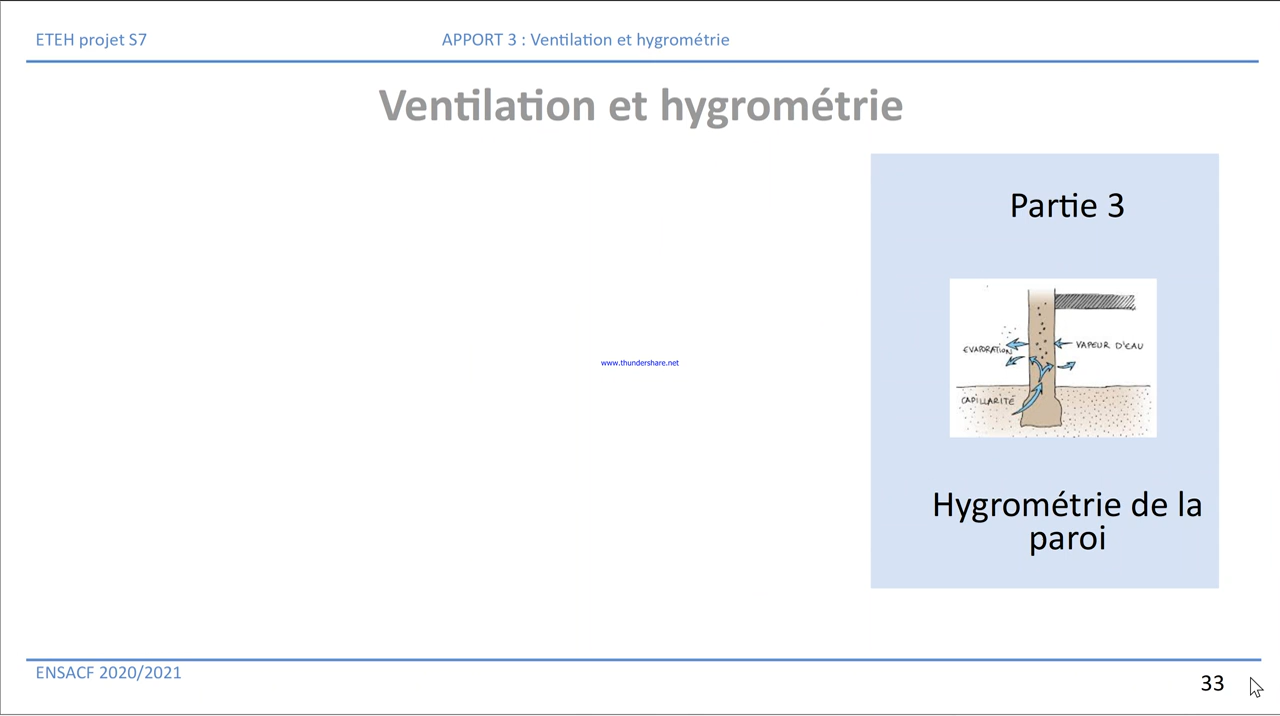 ETEH projet S7
APPORT 3 : Ventilation et hygrométrie
Ventilation et hygrométrie
Partie 3
EVAPORATION
VAPEUR D'EAU
CAPILLARITÉ
www.thundershare.net
Hygrométrie de la
paroi
ENSACF 2020/2021
33